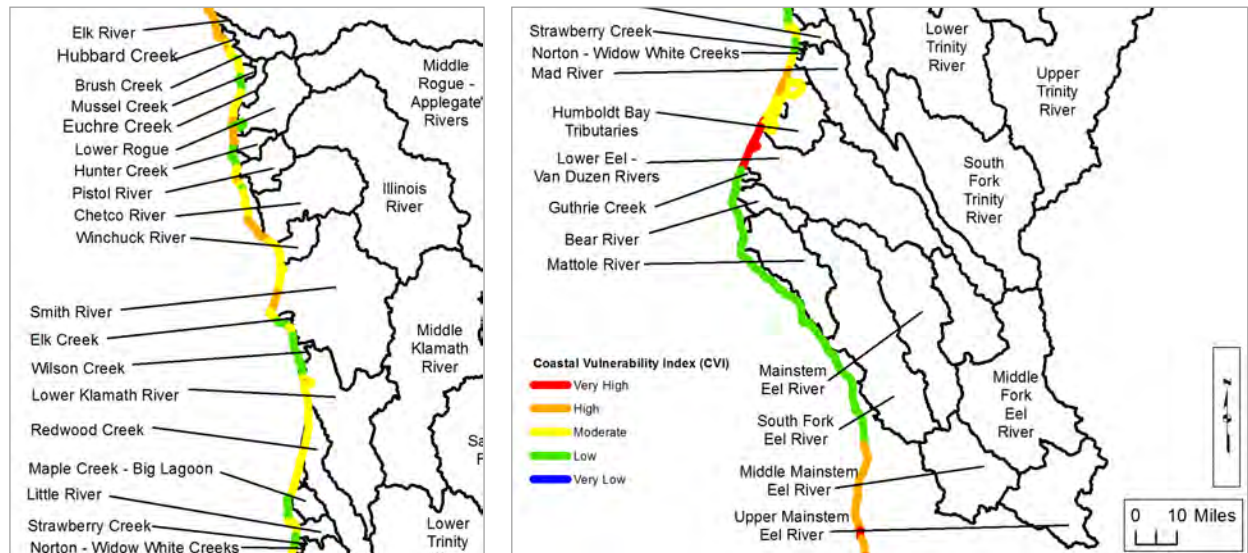 Elk River
Hubbard Creek
Brush Creek
Mussel Creek
Euchre Creek
Lower Rogue
Hunter Creek
Pistol River
Chetco River
Winchuck River
Smith River
Elk Creek
Wilson Creek
Lower Klamath River
Redwood Creek
Maple Creek - Big Lagoon
Little River
Strawberry Creek
Norton - Widow White Creeks
Middle
Rogue -
Applegate
Rivers
Illinois
River
Middle
Klamath
River
Sa
F
Lower
Trinity
Strawberry Creek
Norton - Widow White Creeks
Mad River
Humboldt Bay
Tributaries
Lower Eel -
Van Duzen Rivers
Guthrie Creek
Bear River
Mattole River
Lower
Trinity
River
Upper
Trinity
River
South
Fork
Trinity
River
Coastal Vulnerability Index (CVI)
Very High
High
Moderate
Low
Very Low
Mainstem
Eel River
South Fork
Eel River
Middle Mainstem
Eel River
Upper Mainstem
Eel River
Middle
Fork
Eel
River
N
0 10 Miles